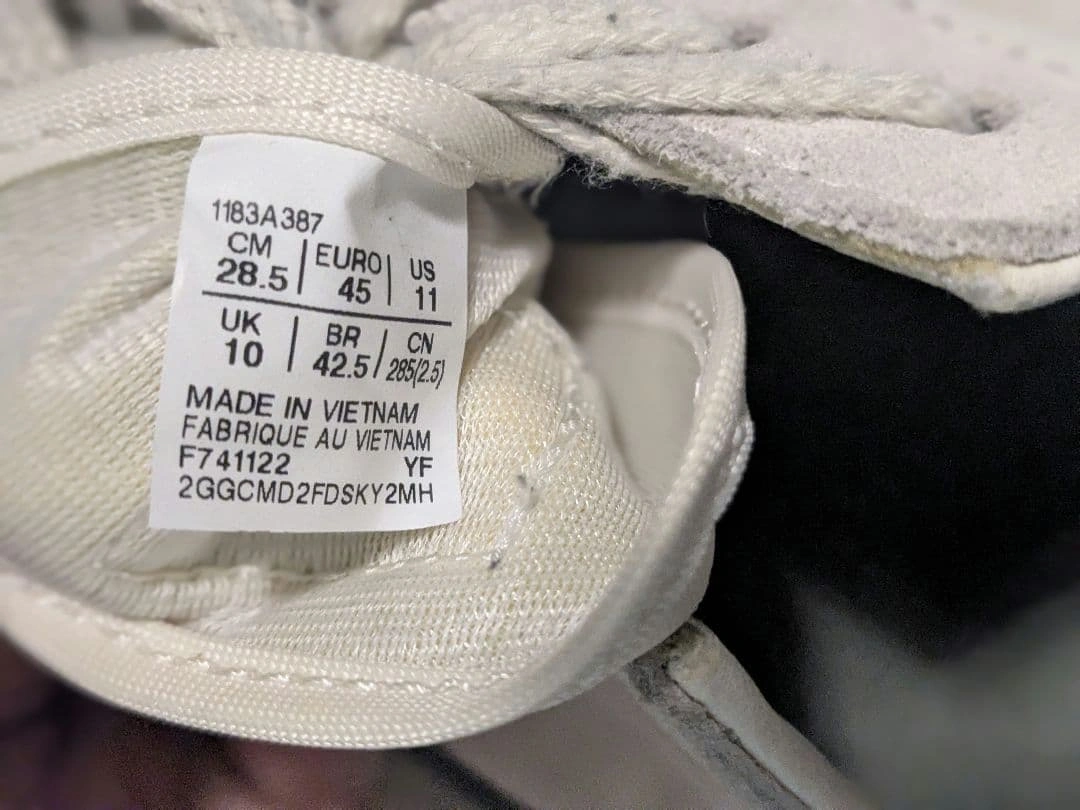 1183A387
CM | EURO | US
28.5 | 45 | 11
UK | BR / CN
10 | 42.5 / 285(2.5)
MADE IN VIETNAM
FABRIQUE AU VIETNAM
F741122 YF
2GGCMD2FDSKY2MH